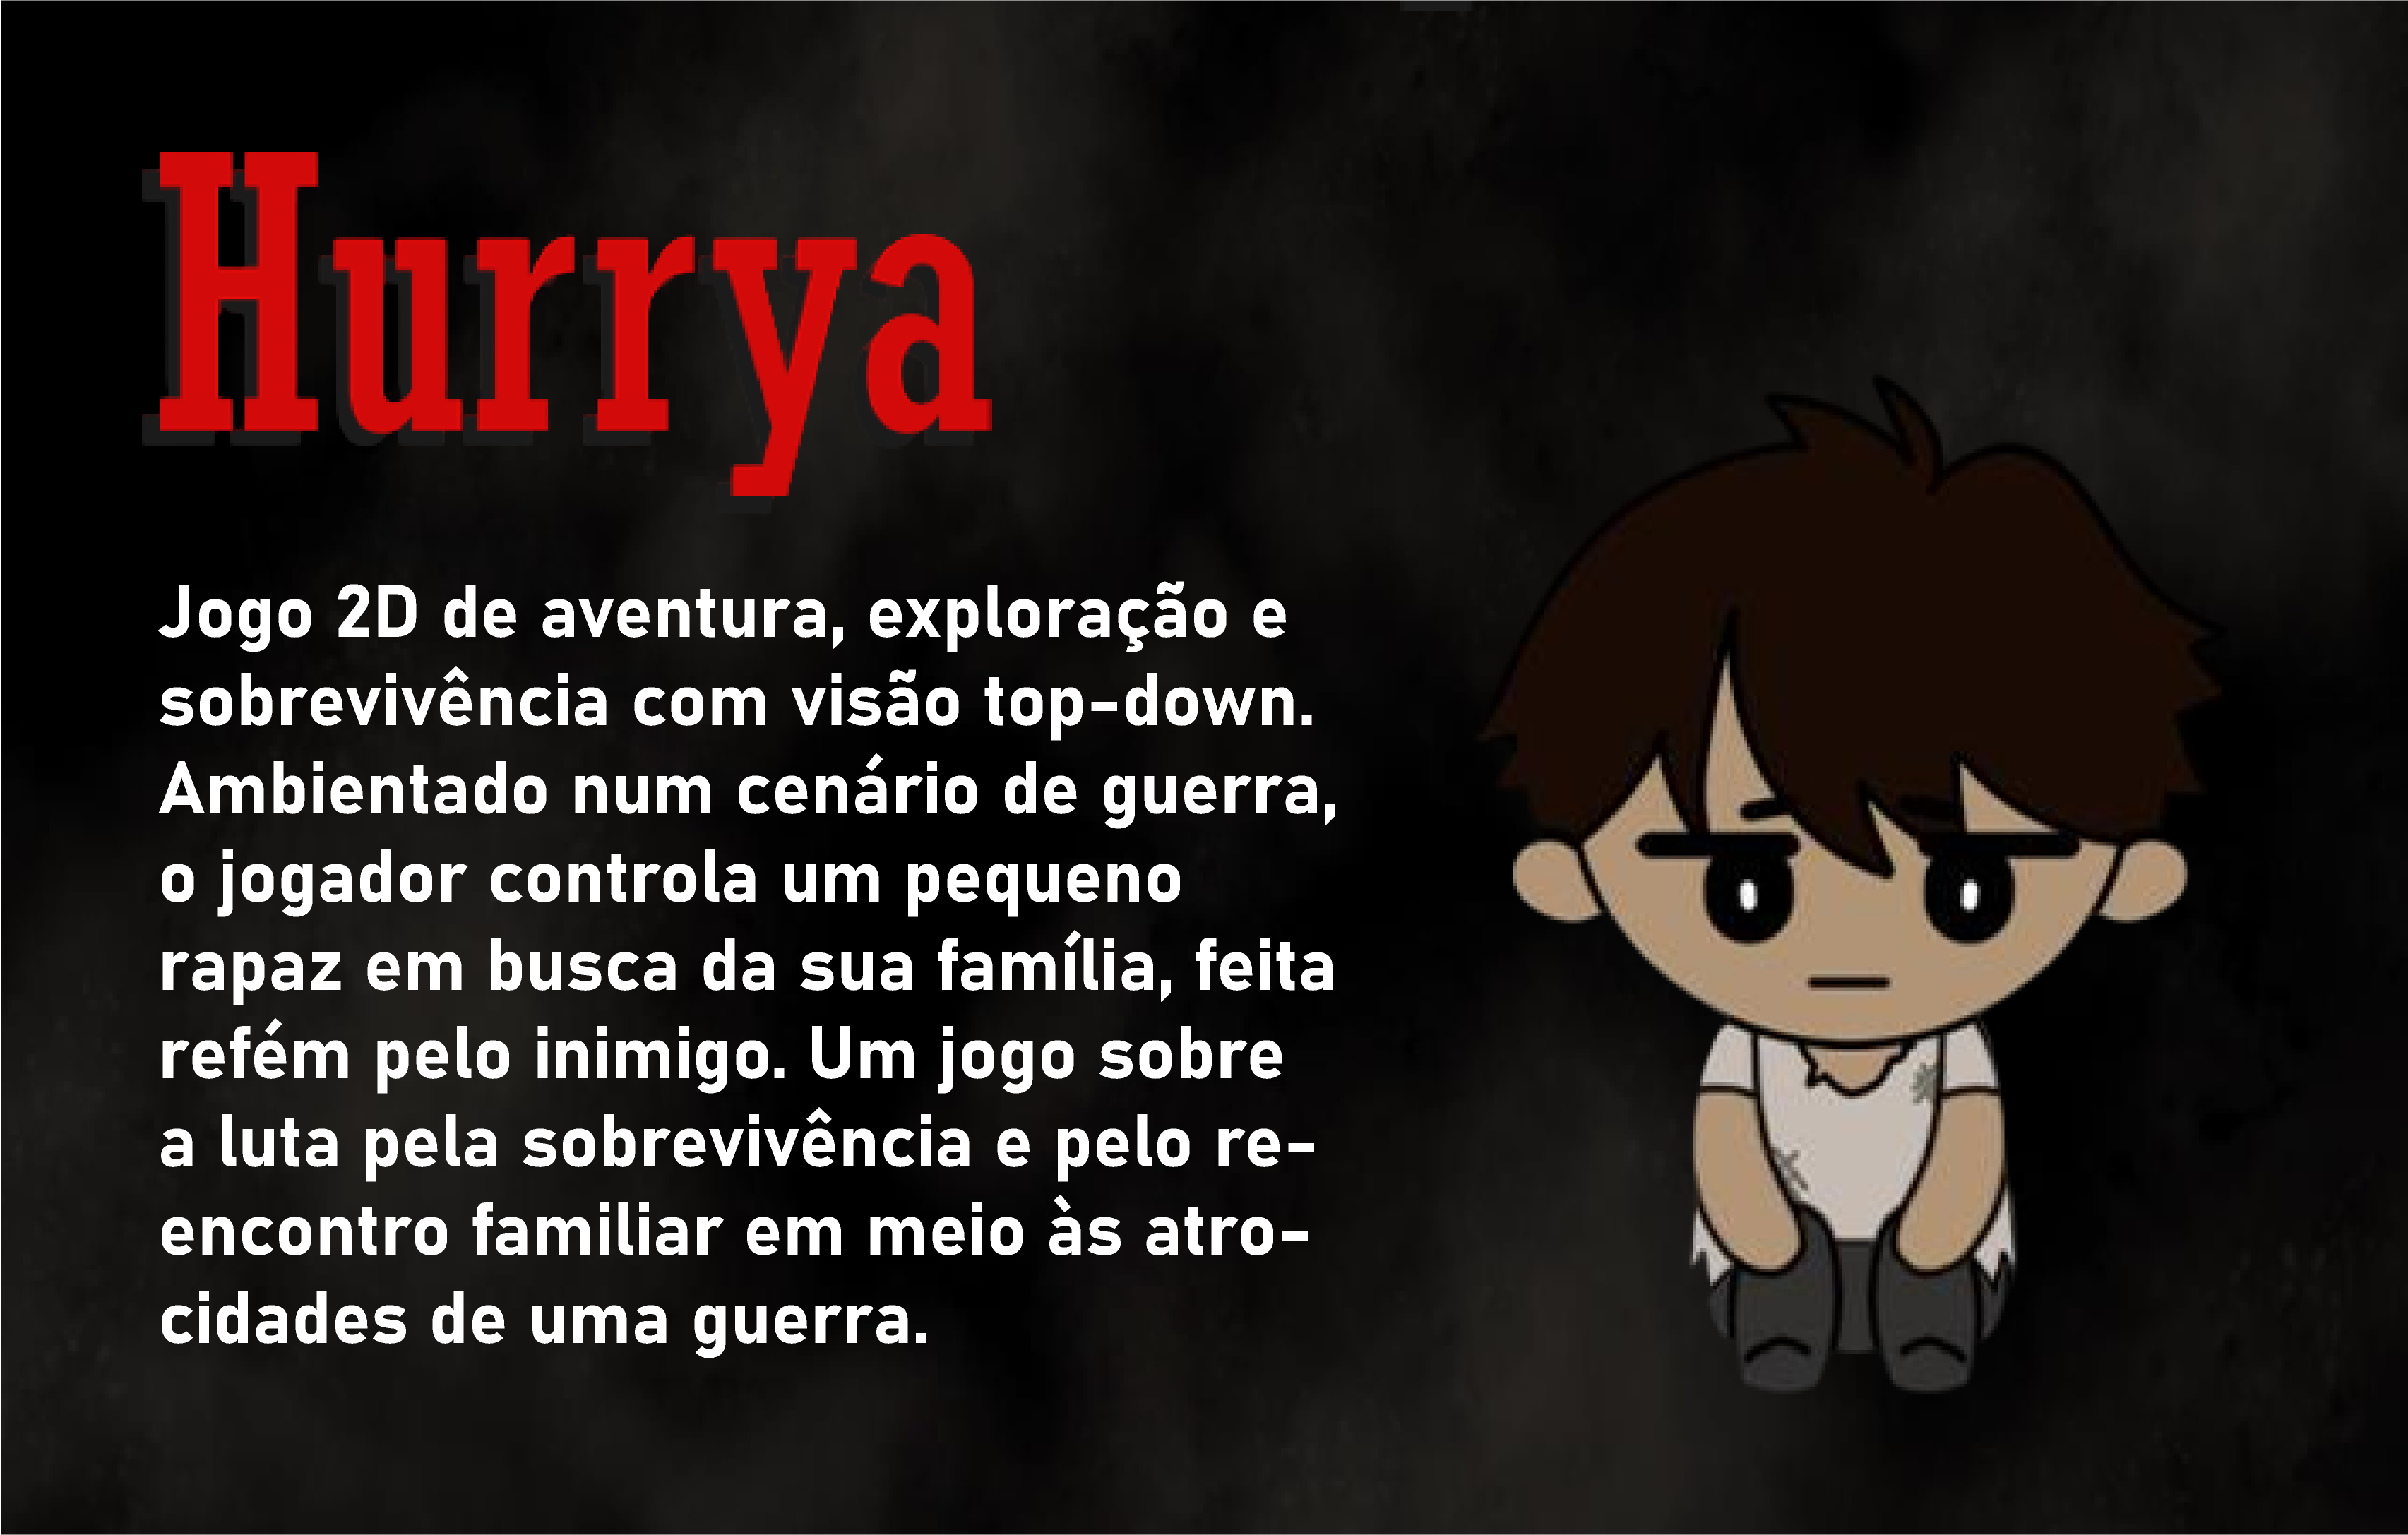 Hurrya
Jogo 2D de aventura, exploração e
sobrevivência com visão top-down.
Ambientado num cenário de guerra,
o jogador controla um pequeno
rapaz em busca da sua família, feita
refém pelo inimigo. Um jogo sobre
a luta pela sobrevivência e pelo re-
encontro familiar em meio às atro-
cidades de uma guerra.